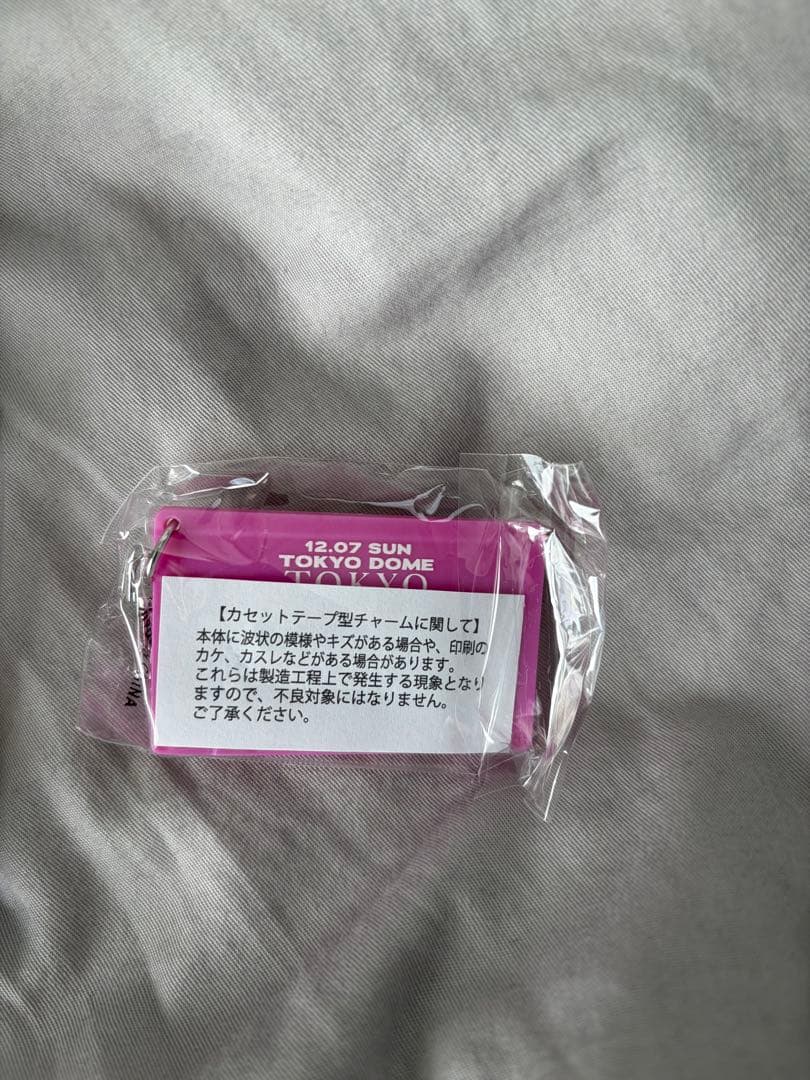 12.07 SUN
TOKYO DOME
TOKYO
【カセットテープ型チャームに関して】
本体に波状の模様やキズがある場合や、印刷の
カケ、カスレなどがある場合があります。
これらは製造工程上で発生する現象となり
ますので、不良対象にはなりません。
ご了承ください。